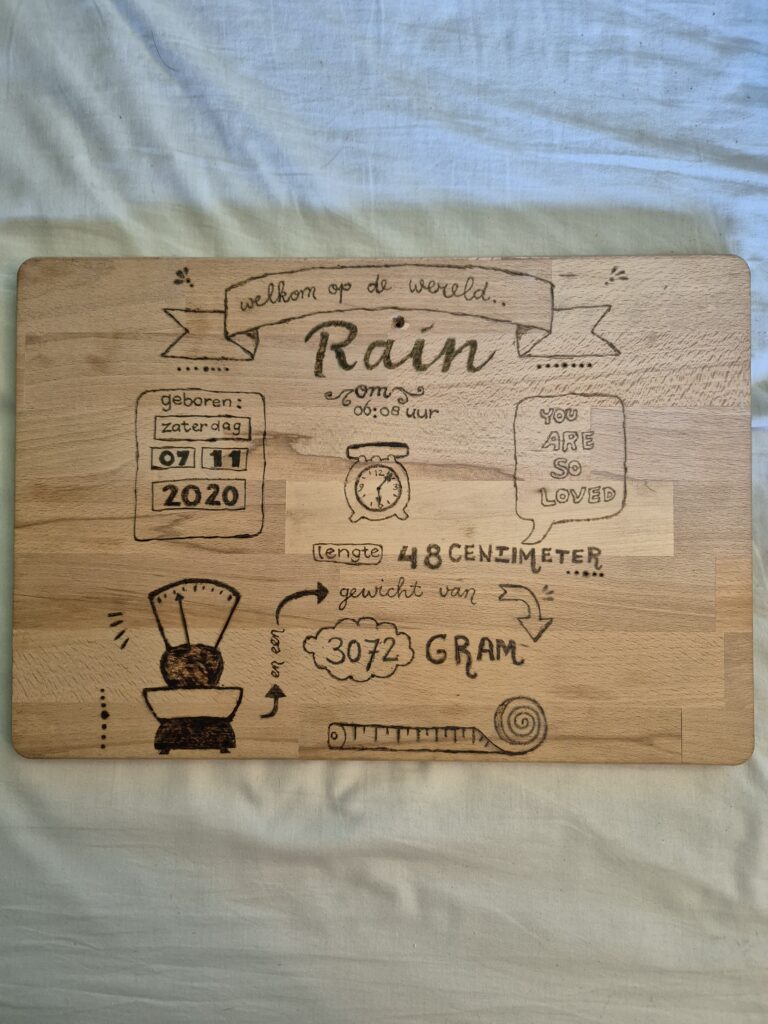 welkom op de wereld..
Rain
om
06:08 uur
geboren:
zaterdag
07 11
2020
YOU
ARE
SO
LOVED
lengte 48 CENTIMETER
en een gewicht van
3072 GRAM